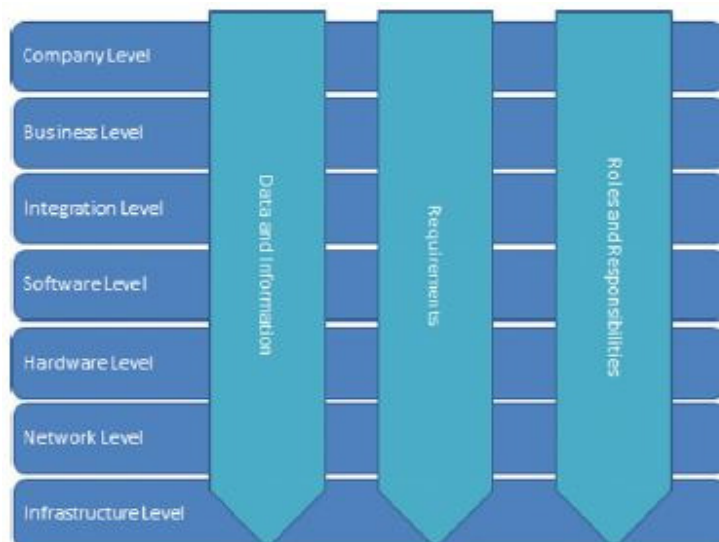 Company Level
Business Level
Integration Level
Software Level
Hardware Level
Network Level
Infrastructure Level
Data and Information
Requirements
Roles and Responsibilities